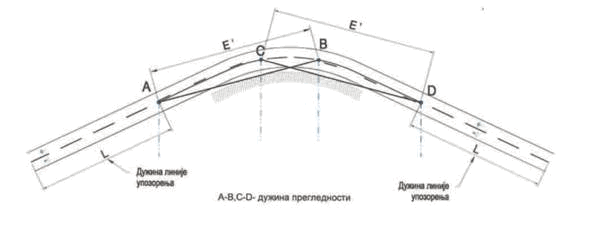 E'
E'
C
B
A
D
L
L
Дужина линије
упозорења
Дужина линије
упозорења
A-B,C-D- дужина прегледности